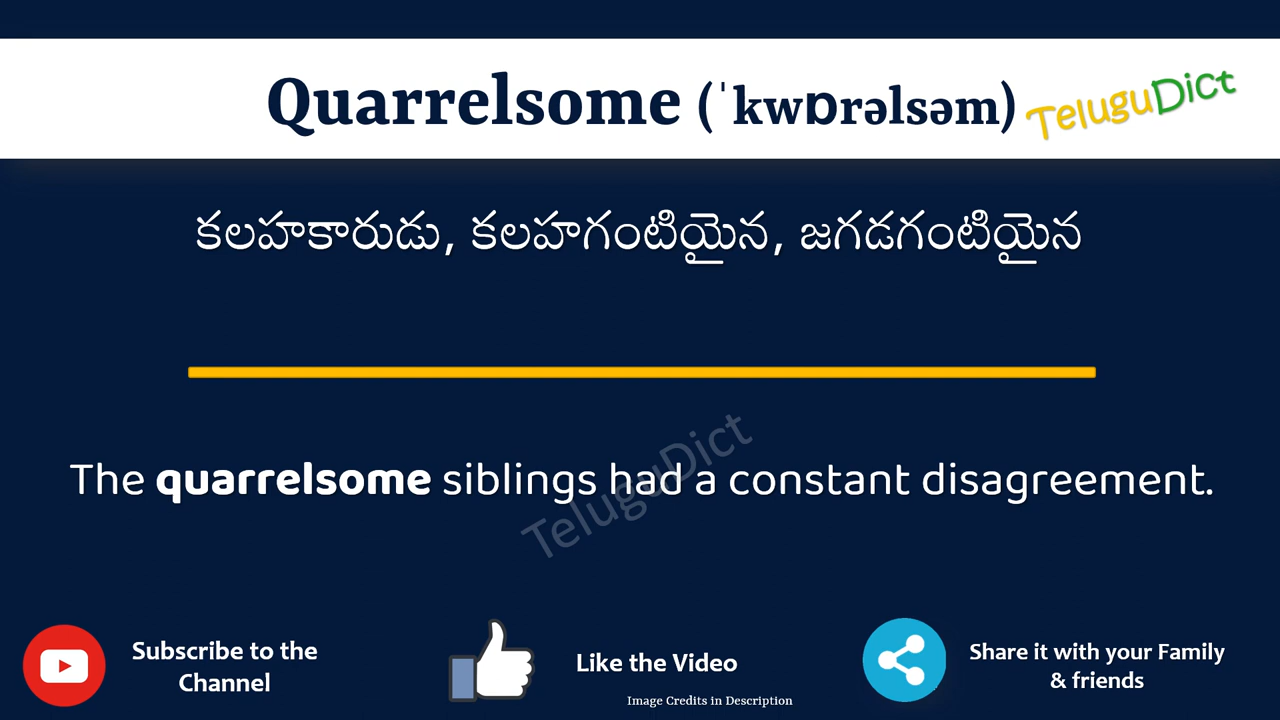 Quarrelsome (ˈkwɒrəlsəm)
TeluguDict
కలహకారుడు, కలహగంటియైన, జగడగంటియైన
TeluguDict
The quarrelsome siblings had a constant disagreement.
Subscribe to the
Channel
Like the Video
Image Credits in Description
Share it with your Family
& friends